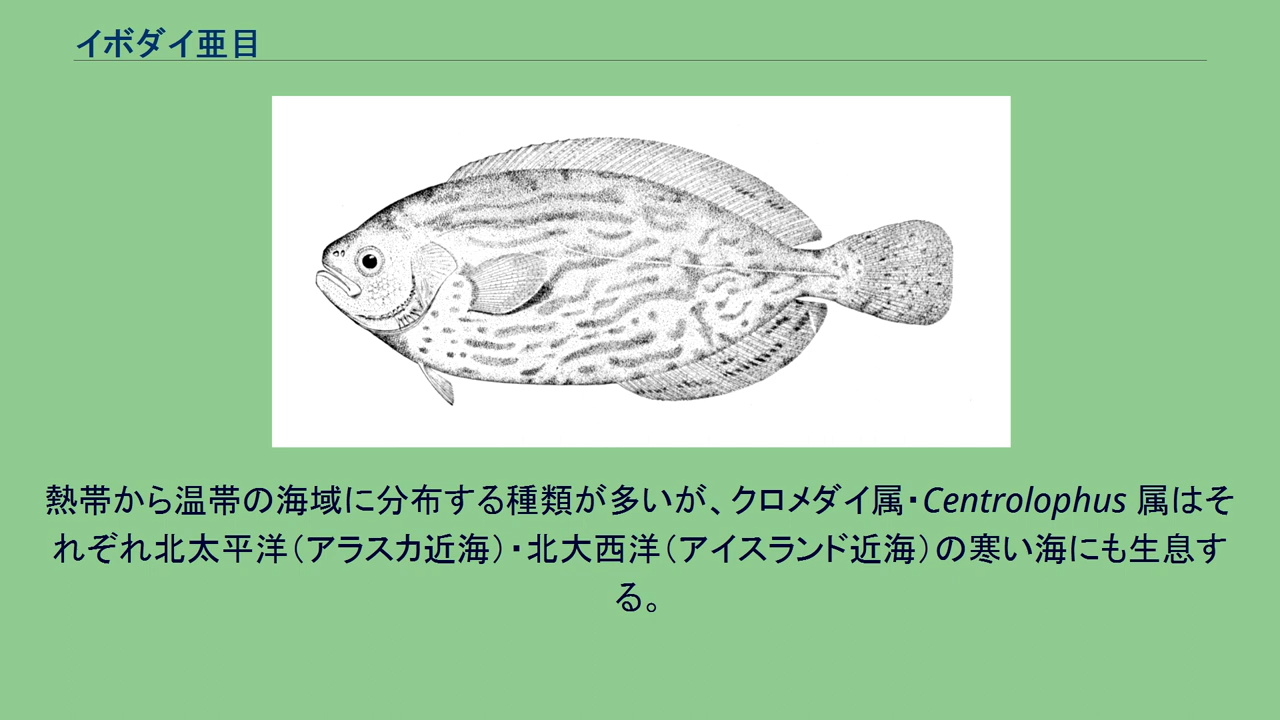 イボダイ亜目
熱帯から温帯の海域に分布する種類が多いが、クロメダイ属・Centrolophus 属はそ
れぞれ北太平洋（アラスカ近海）・北大西洋（アイスランド近海）の寒い海にも生息す
る。